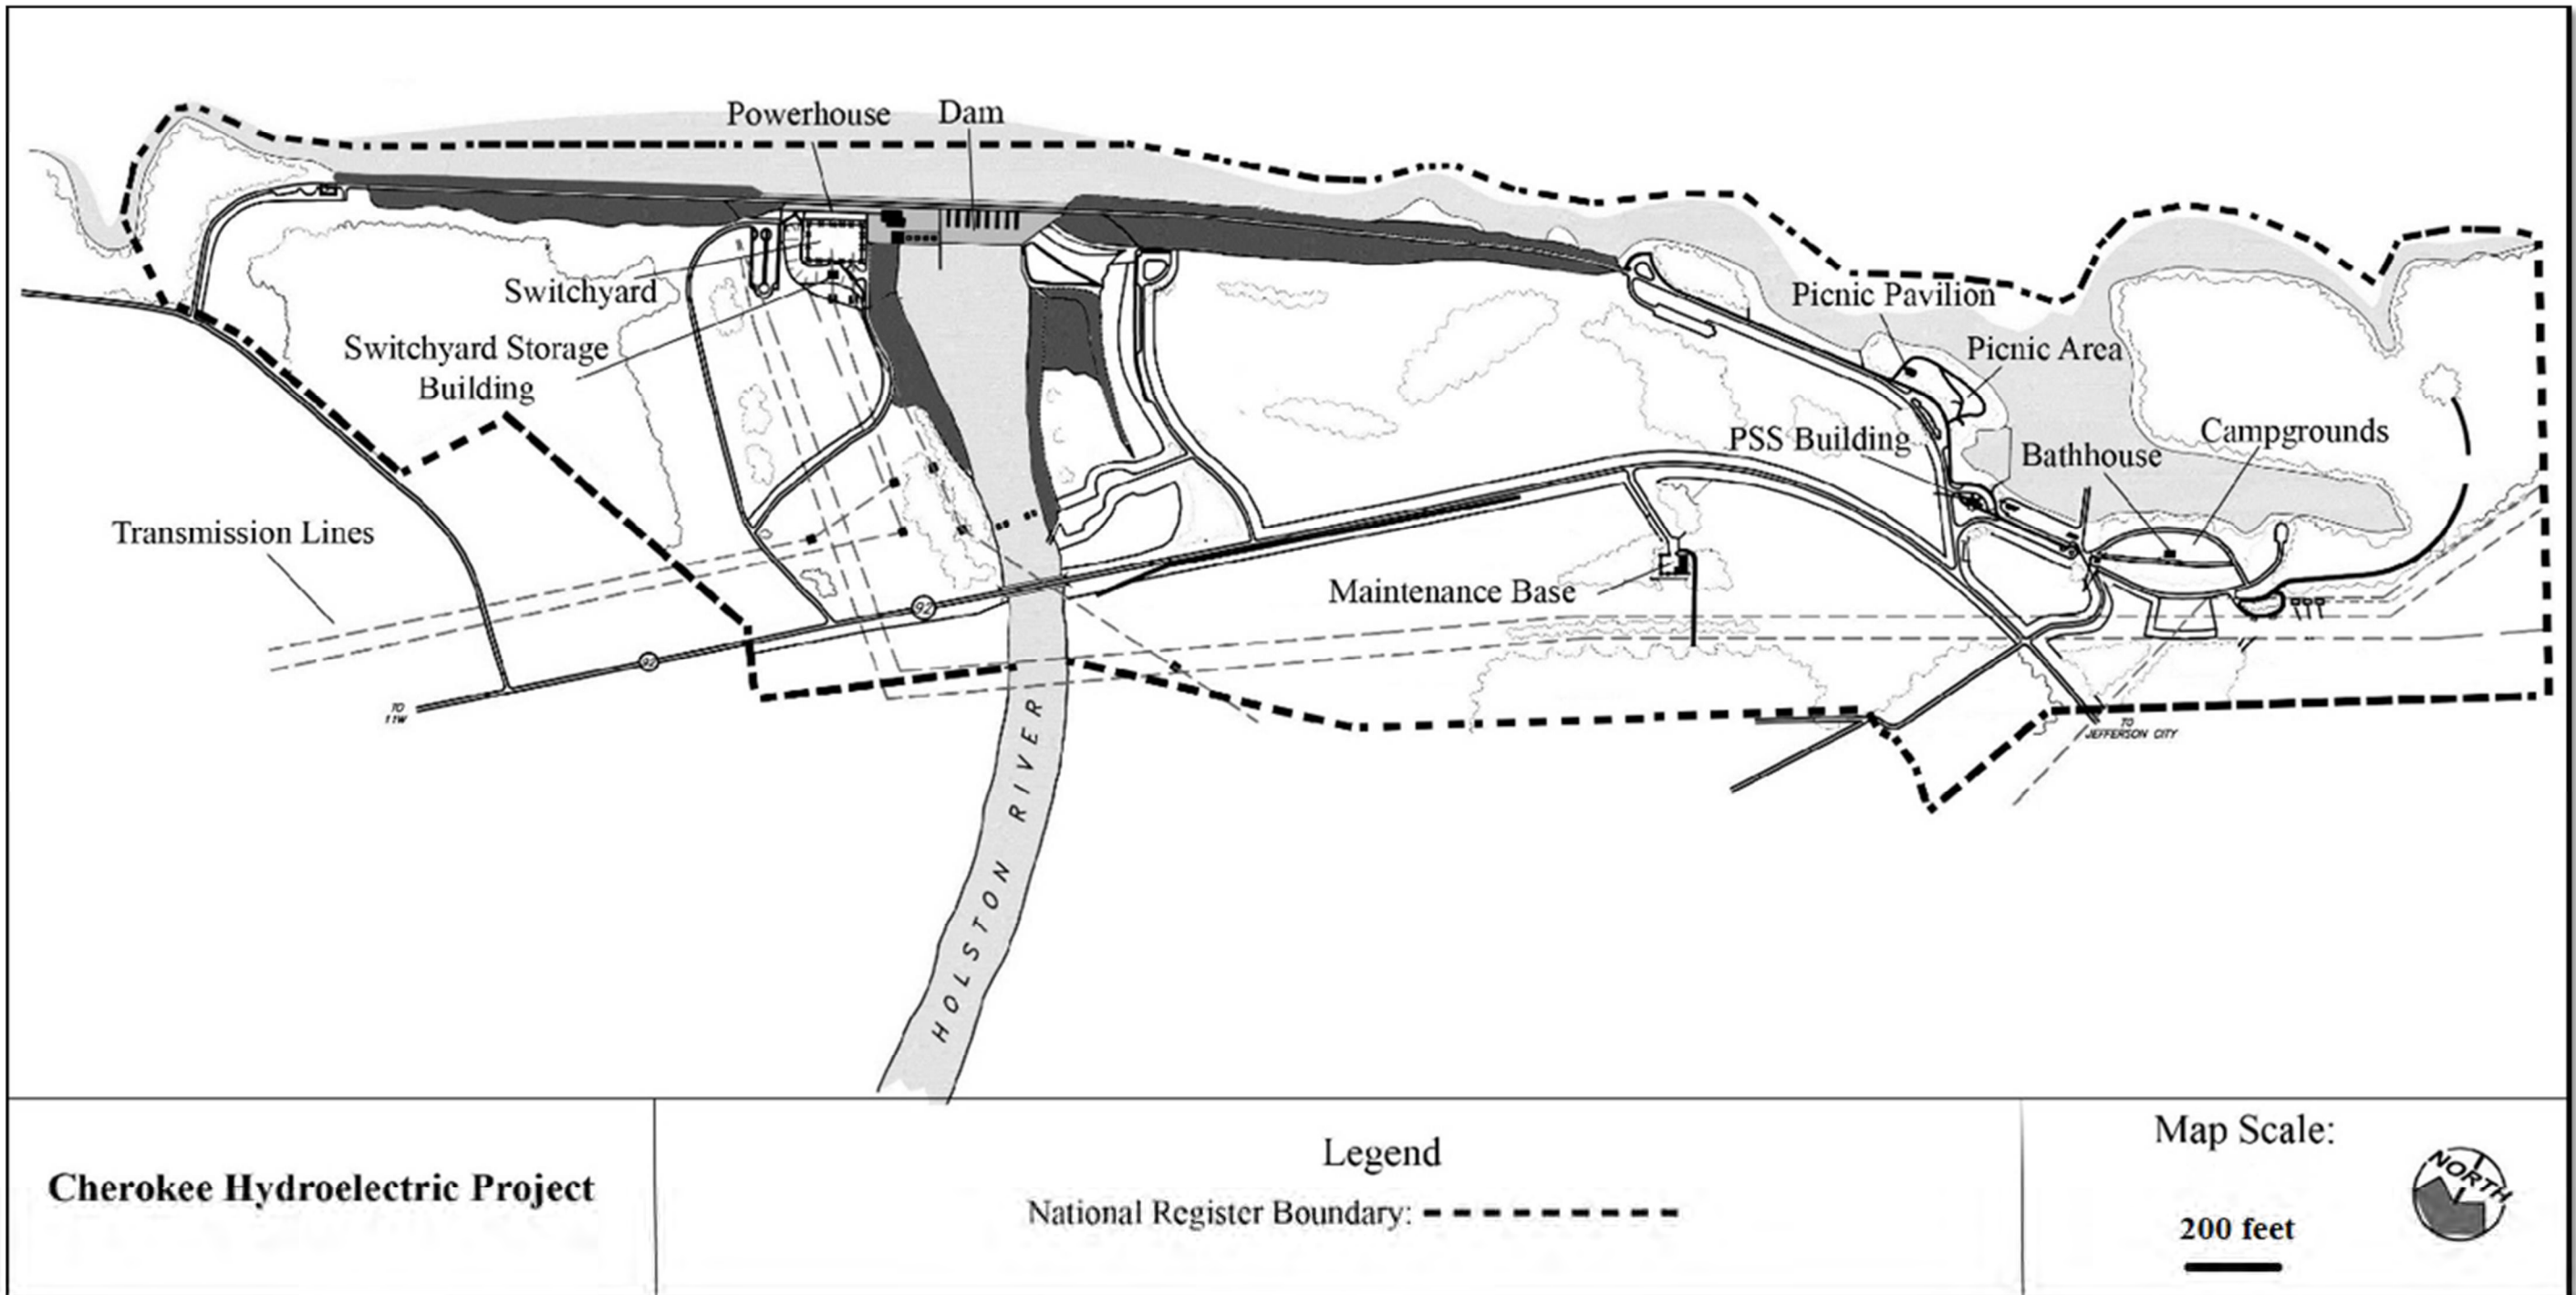 Powerhouse
Dam
Switchyard
Switchyard Storage
Building
Transmission Lines
Picnic Pavilion
Picnic Area
PSS Building
Bathhouse
Campgrounds
Maintenance Base
92
92
TO
11W
TO
JEFFERSON CITY
HOLSTON RIVER
Cherokee Hydroelectric Project
Legend
National Register Boundary:
Map Scale:
200 feet
NORTH